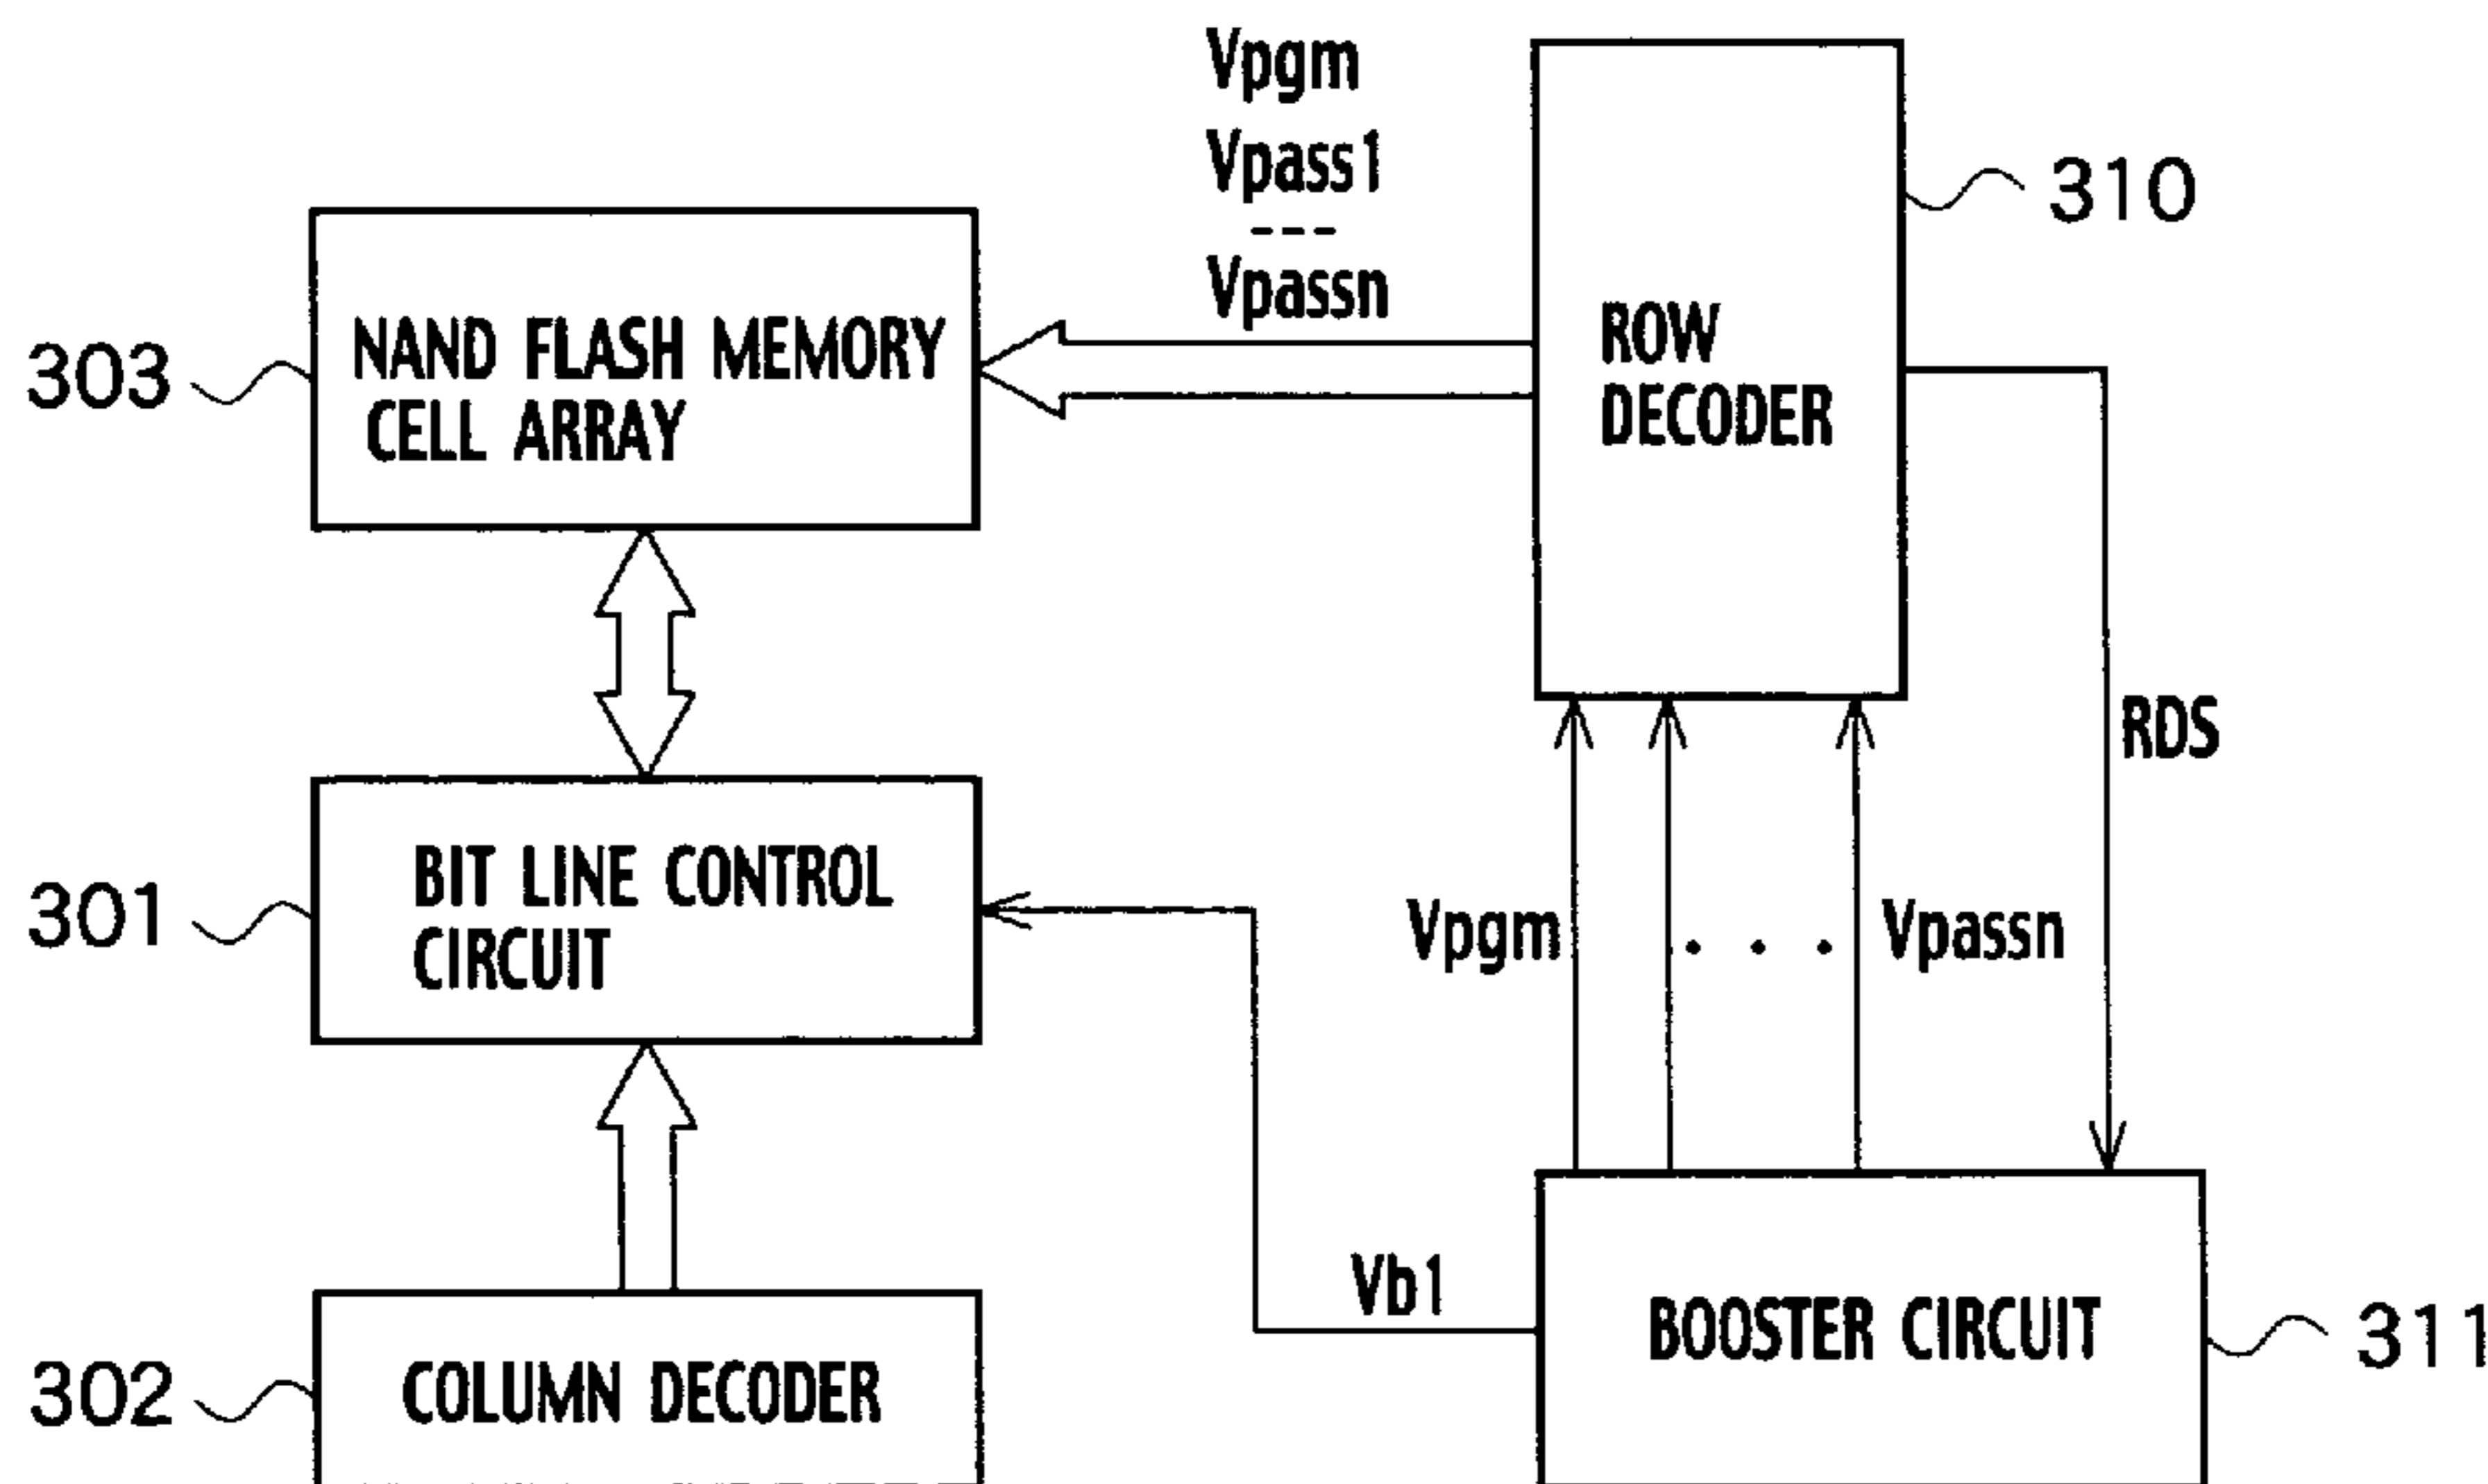 Vpgm
Vpass1
---
Vpassn
310
ROW
DECODER
303
NAND FLASH MEMORY
CELL ARRAY
RDS
301
BIT LINE CONTROL
CIRCUIT
Vpgm
. . .
Vpassn
Vb1
302
COLUMN DECODER
BOOSTER CIRCUIT
311